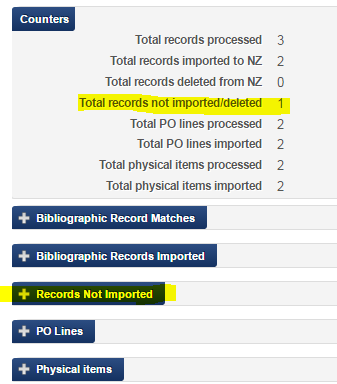 Counters
Total records processed 3
Total records imported to NZ 2
Total records deleted from NZ 0
Total records not imported/deleted 1
Total PO lines processed 2
Total PO lines imported 2
Total physical items processed 2
Total physical items imported 2
Bibliographic Record Matches
Bibliographic Records Imported
Records Not Imported
PO Lines
Physical items